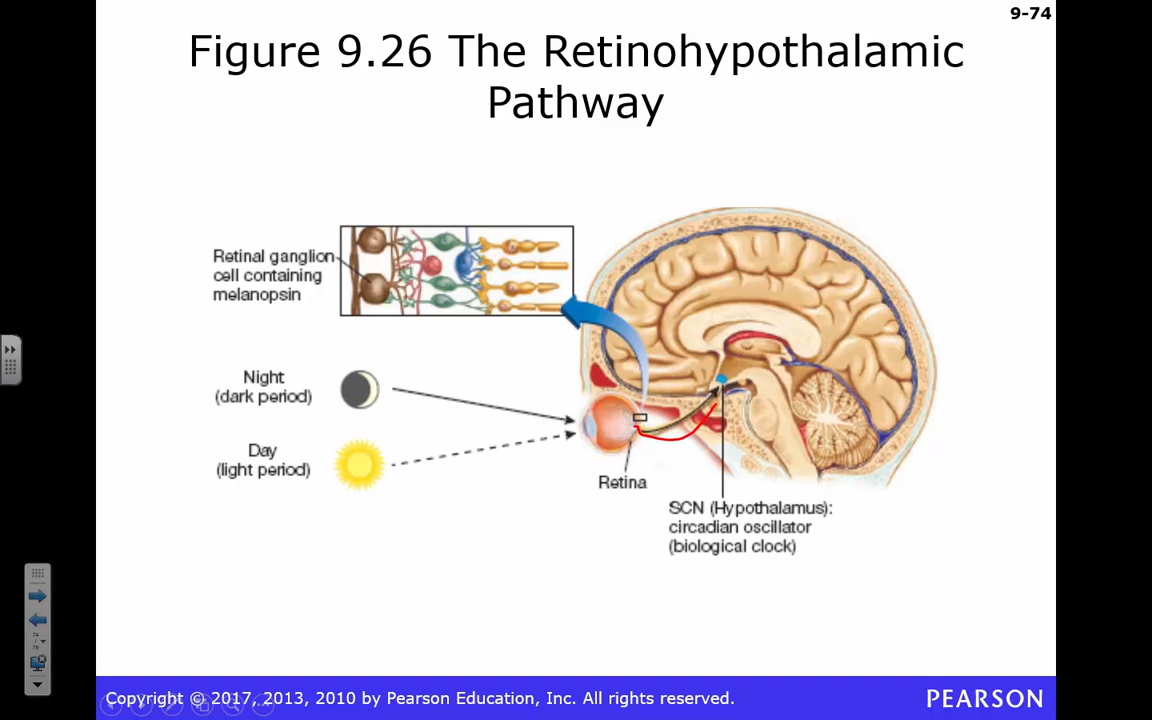 9-74
Figure 9.26 The Retinohypothalamic
Pathway
Retinal ganglion
cell containing
melanopsin
Night
(dark period)
Day
(light period)
Retina
SCN (Hypothalamus):
circadian oscillator
(biological clock)
74
/
79
Copyright © 2017, 2013, 2010 by Pearson Education, Inc. All rights reserved.
PEARSON